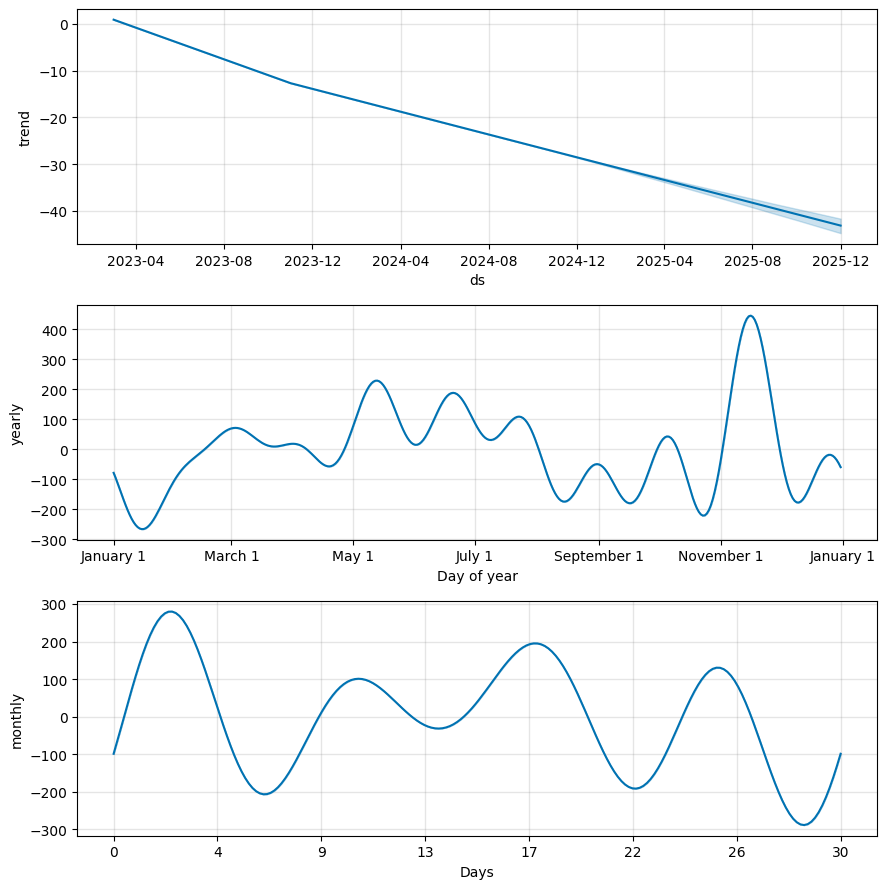 0
−10
−20
−30
−40
trend
2023-04 2023-08 2023-12 2024-04 2024-08 2024-12 2025-04 2025-08 2025-12
ds
400
300
200
100
0
−100
−200
−300
yearly
January 1 March 1 May 1 July 1 September 1 November 1 January 1
Day of year
300
200
100
0
−100
−200
−300
monthly
0 4 9 13 17 22 26 30
Days